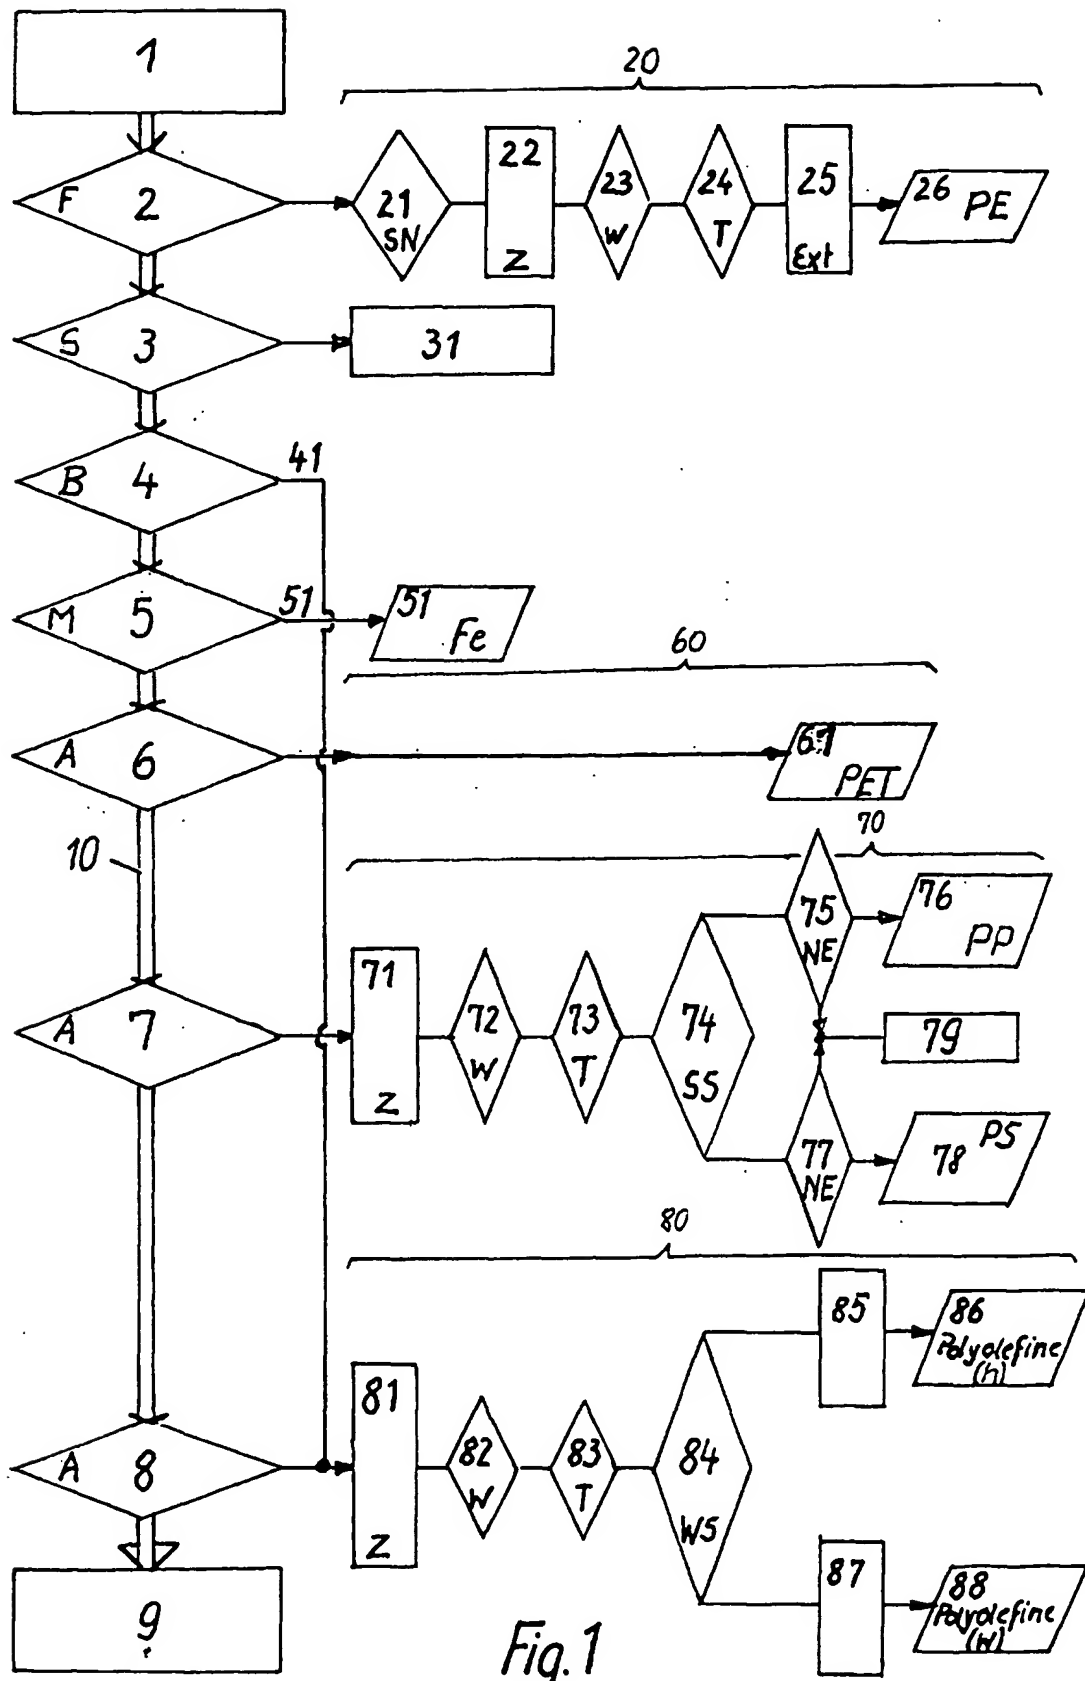 1
20
F 2
21
SN
22
Z
23
W
24
T
25
Ext
26 PE
S 3
31
B 4
41
M 5
51
51
Fe
60
A 6
61
PET
10
70
A 7
71
Z
72
W
73
T
74
SS
75
NE
76
PP
79
77
NE
78 PS
80
A 8
81
Z
82
W
83
T
84
WS
85
86
Polyolefine
(h)
87
88
Polyolefine
(W)
9
Fig.1